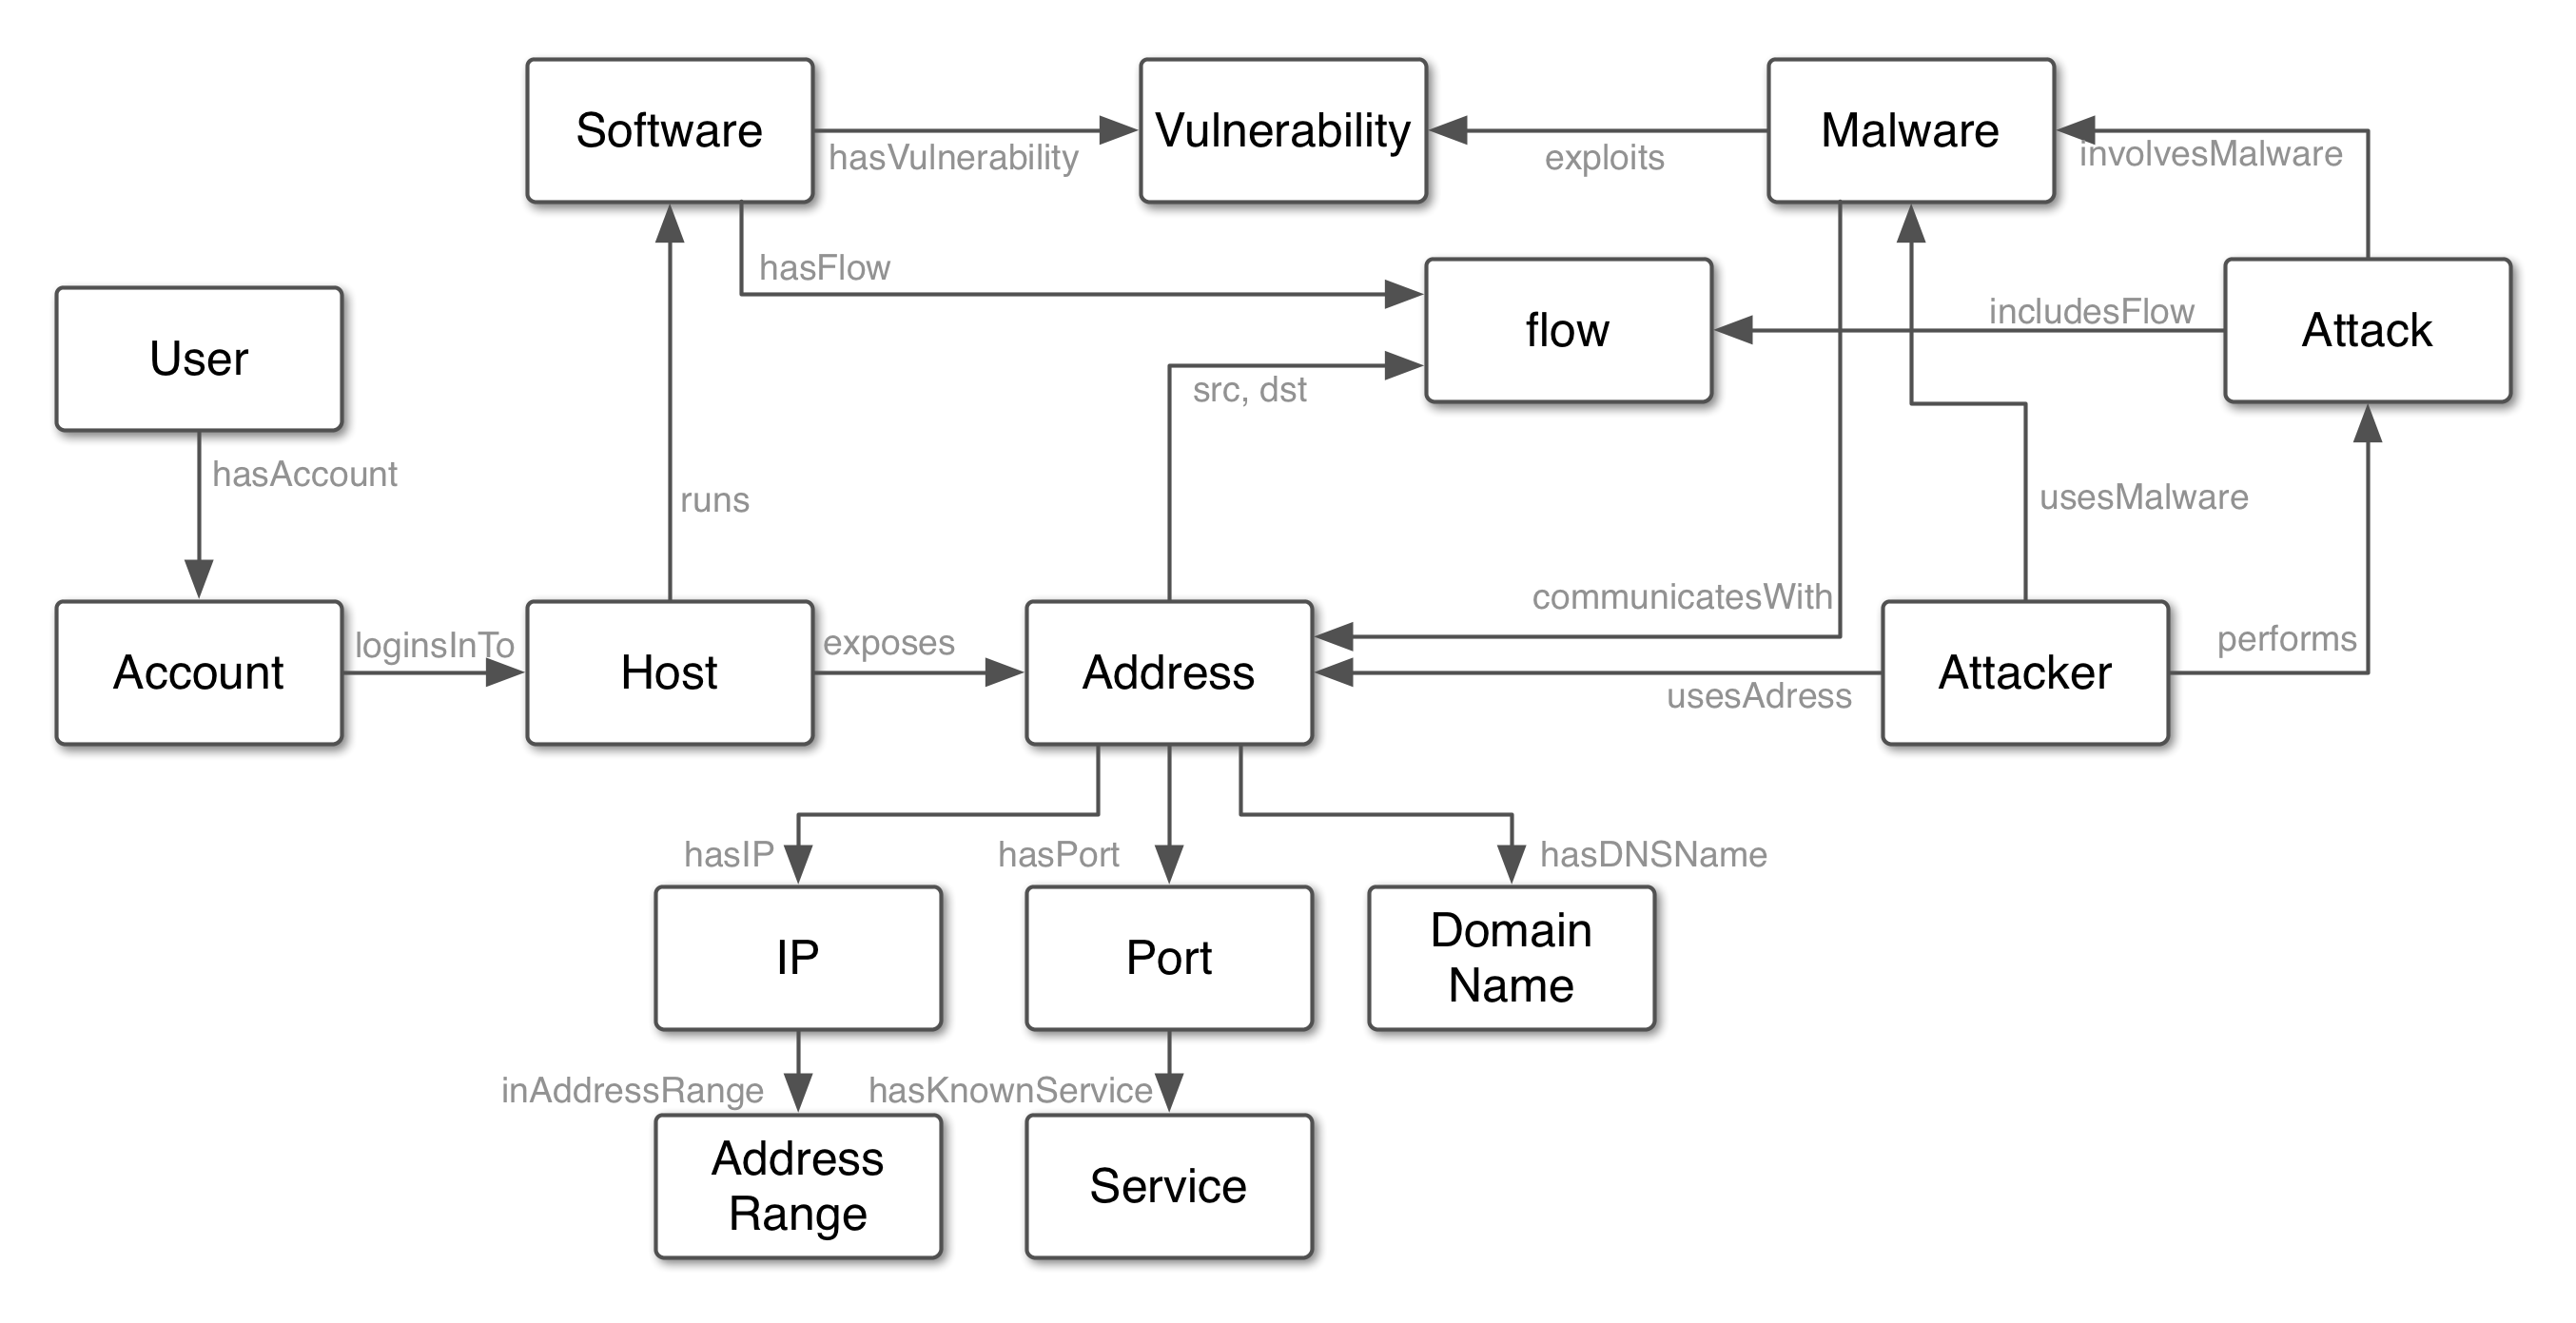 Software
hasVulnerability
Vulnerability
exploits
Malware
involvesMalware
hasFlow
flow
includesFlow
Attack
User
src, dst
hasAccount
runs
usesMalware
communicatesWith
Account
loginsInTo
Host
exposes
Address
usesAdress
Attacker
performs
hasIP
hasPort
hasDNSName
IP
Port
Domain
Name
inAddressRange
hasKnownService
Address
Range
Service